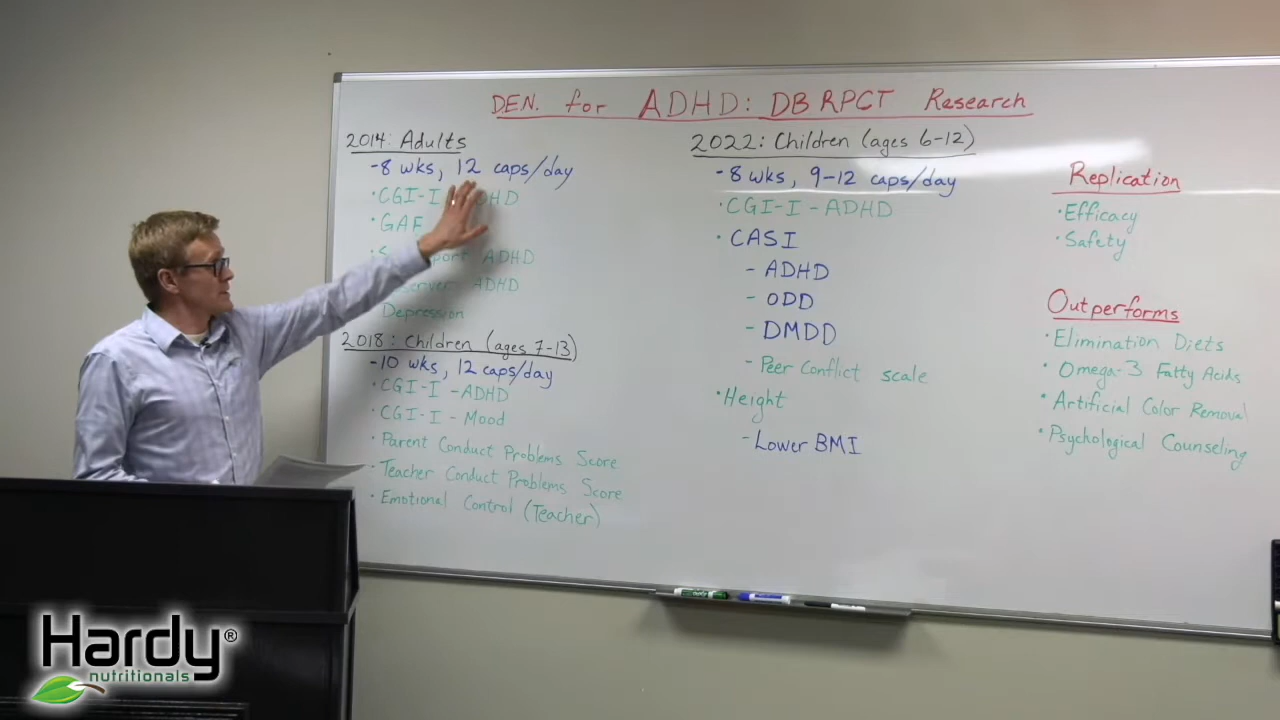 D.E.N. for ADHD: DB RPCT Research
2014: Adults
-8 wks, 12 caps/day
·CGI-I
·GAF
ADHD
ADHD
Depression
2018: Children (ages 7-13)
-10 wks, 12 caps/day
·CGI-I-ADHD
·CGI-I-Mood
·Parent Conduct Problems Score
·Teacher Conduct Problems Score
·Emotional Control (Teacher)
2022: Children (ages 6-12)
-8 wks, 9-12 caps/day
·CGI-I-ADHD
·CASI
-ADHD
-ODD
-DMDD
-Peer Conflict scale
·Height
-Lower BMI
Replication
·Efficacy
·Safety
Outperforms
·Elimination Diets
·Omega-3 Fatty Acids
·Artificial Color Removal
·Psychological Counseling
Hardy®
nutritionals